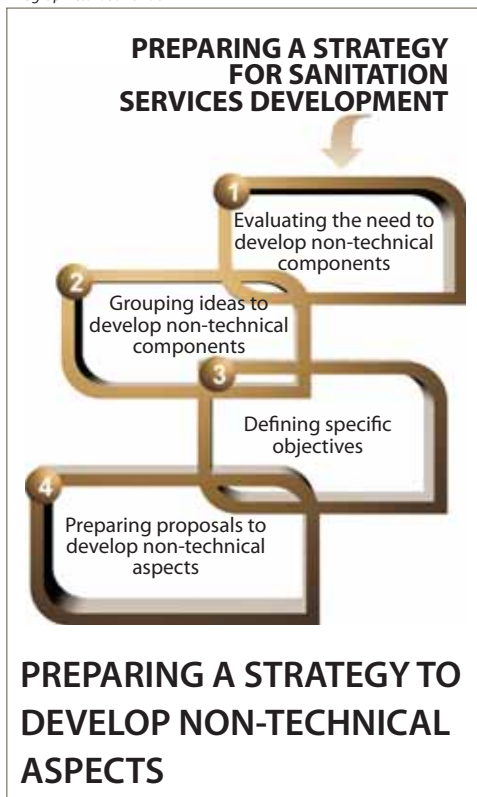 PREPARING A STRATEGY
FOR SANITATION
SERVICES DEVELOPMENT
1
Evaluating the need to
develop non-technical
components
2
Grouping ideas to
develop non-technical
components
3
Defining specific
objectives
4
Preparing proposals to
develop non-technical
aspects
PREPARING A STRATEGY TO
DEVELOP NON-TECHNICAL
ASPECTS